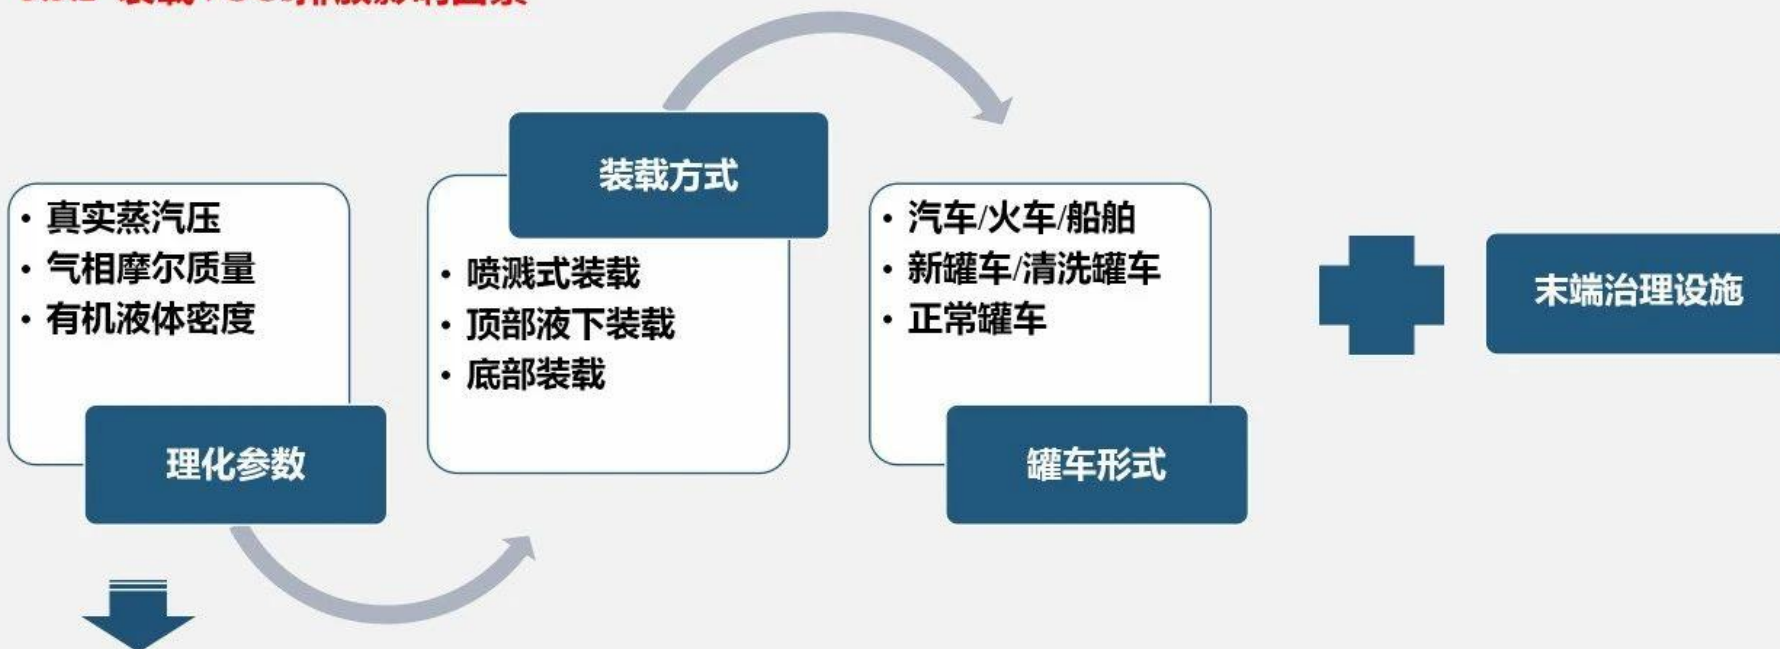 装载方式
• 真实蒸汽压
• 气相摩尔质量
• 有机液体密度
理化参数
• 喷溅式装载
• 顶部液下装载
• 底部装载
• 汽车/火车/船舶
• 新罐车/清洗罐车
• 正常罐车
罐车形式
末端治理设施